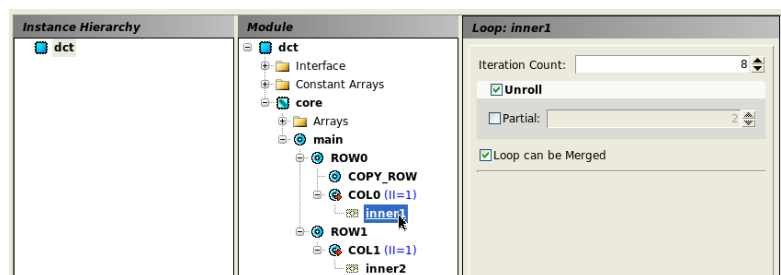 Instance Hierarchy
dct
Module
dct
Interface
Constant Arrays
core
Arrays
main
ROW0
COPY_ROW
COL0 (II=1)
inner1
ROW1
COL1 (II=1)
inner2
Loop: inner1
Iteration Count: 8
Unroll
Partial: 2
Loop can be Merged